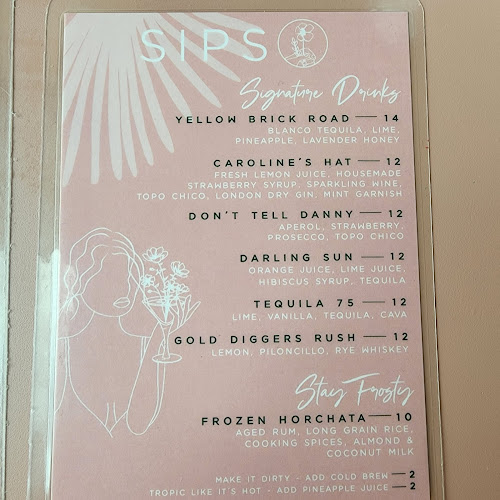 SIPS
Signature Drinks
YELLOW BRICK ROAD — 14
BLANCO TEQUILA, LIME,
PINEAPPLE, LAVENDER HONEY
CAROLINE'S HAT — 12
FRESH LEMON JUICE, HOUSEMADE
STRAWBERRY SYRUP, SPARKLING WINE,
TOPO CHICO, LONDON DRY GIN, MINT GARNISH
DON'T TELL DANNY — 12
APEROL, STRAWBERRY,
PROSECCO, TOPO CHICO
DARLING SUN — 12
ORANGE JUICE, LIME JUICE,
HIBISCUS SYRUP, TEQUILA
TEQUILA 75 — 12
LIME, VANILLA, TEQUILA, CAVA
GOLD DIGGERS RUSH — 12
LEMON, PILONCILLO, RYE WHISKEY
Stay Frosty
FROZEN HORCHATA — 10
AGED RUM, LONG GRAIN RICE,
COOKING SPICES, ALMOND &
COCONUT MILK
MAKE IT DIRTY - ADD COLD BREW — 2
TROPIC LIKE IT'S HOT - ADD PINEAPPLE JUICE — 2